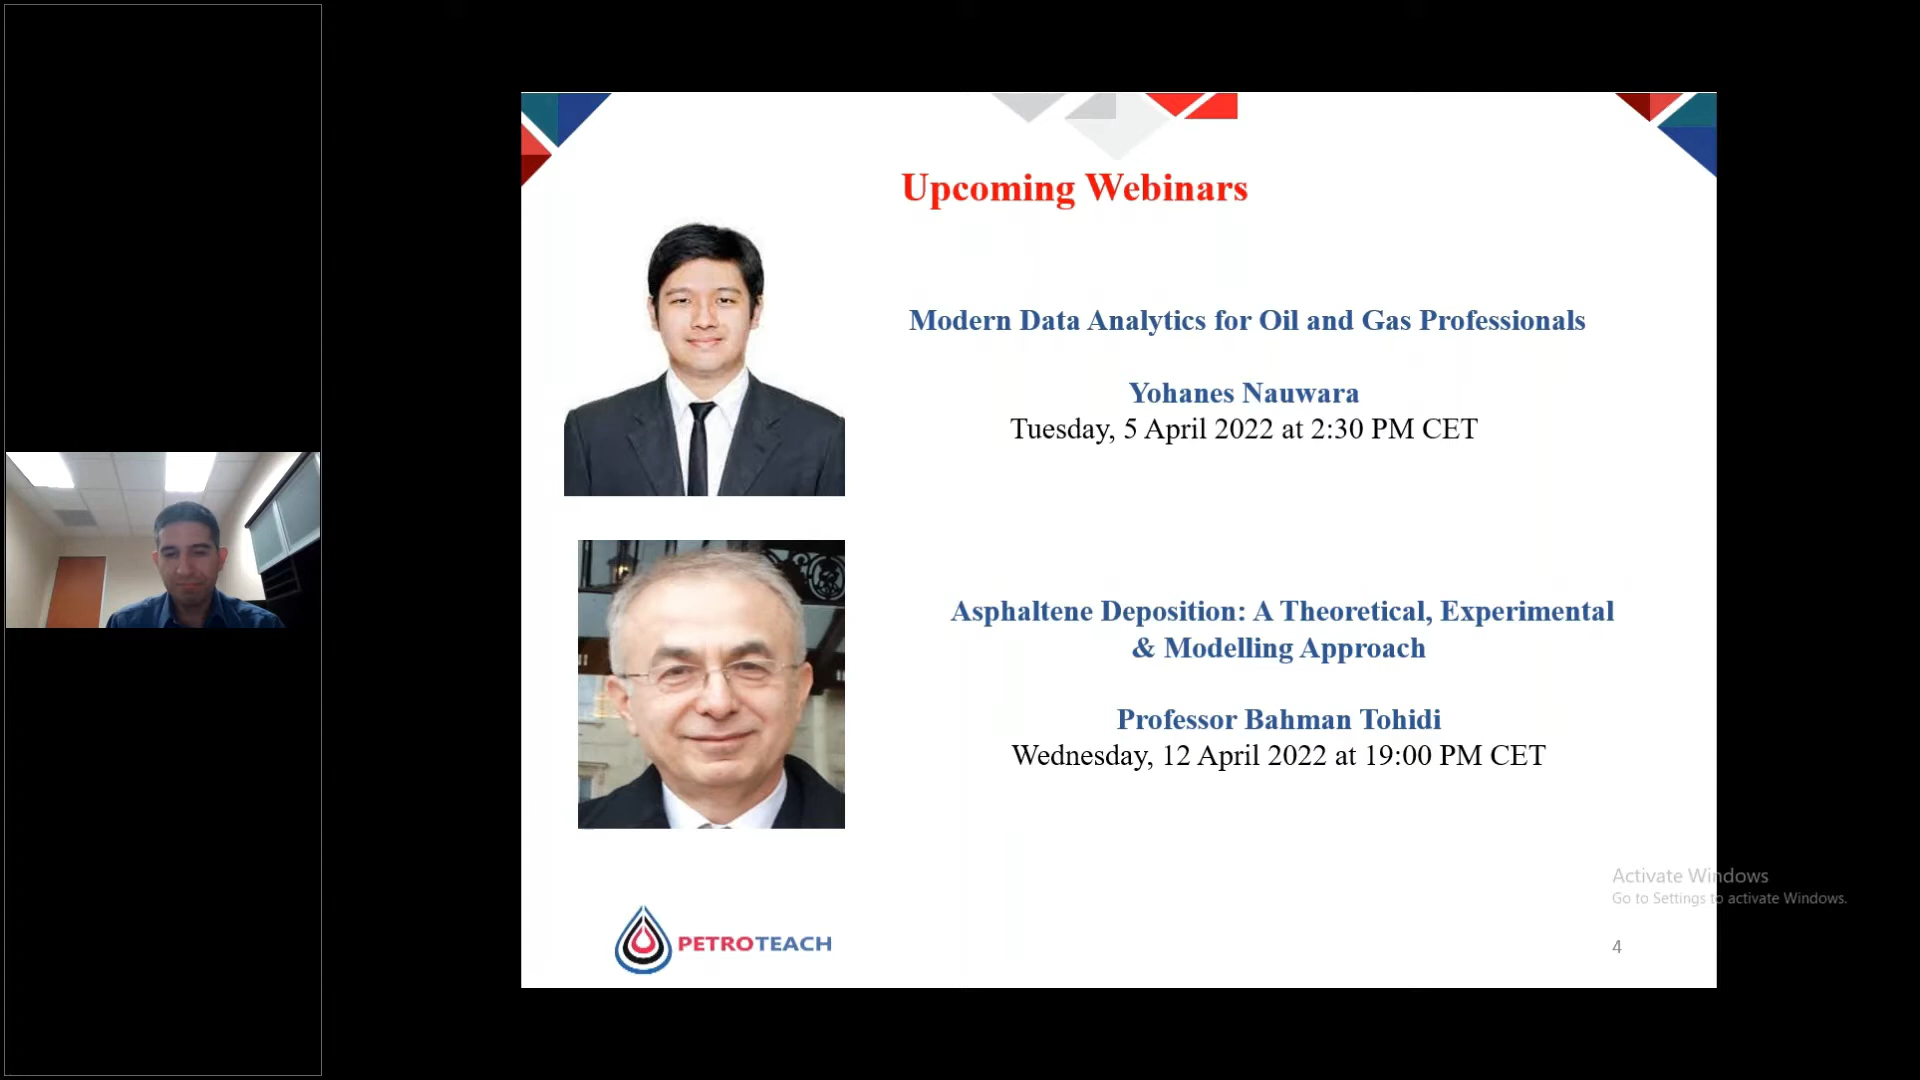 Upcoming Webinars
Modern Data Analytics for Oil and Gas Professionals
Yohanes Nauwara
Tuesday, 5 April 2022 at 2:30 PM CET
Asphaltene Deposition: A Theoretical, Experimental
& Modelling Approach
Professor Bahman Tohidi
Wednesday, 12 April 2022 at 19:00 PM CET
Activate Windows
Go to Settings to activate Windows.
PETROTEACH
4